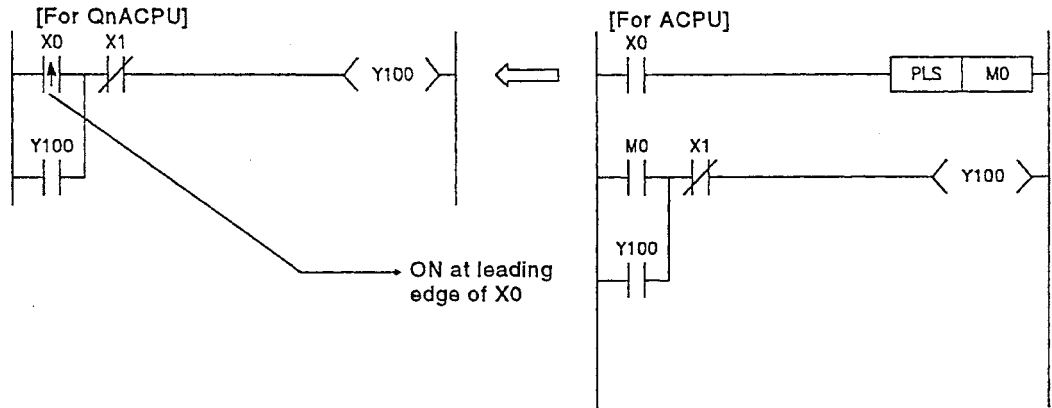 [For QnACPU]
X0 X1
Y100
Y100
ON at leading
edge of X0
[For ACPU]
X0
PLS M0
M0 X1
Y100
Y100